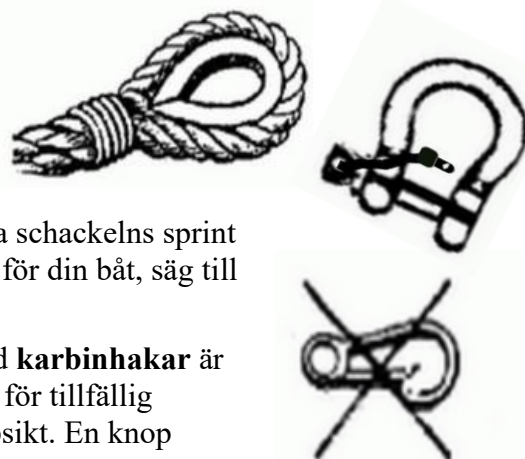 a schackelns sprint
för din båt, säg till
d karbinhakar är
för tillfällig
sikt. En knop